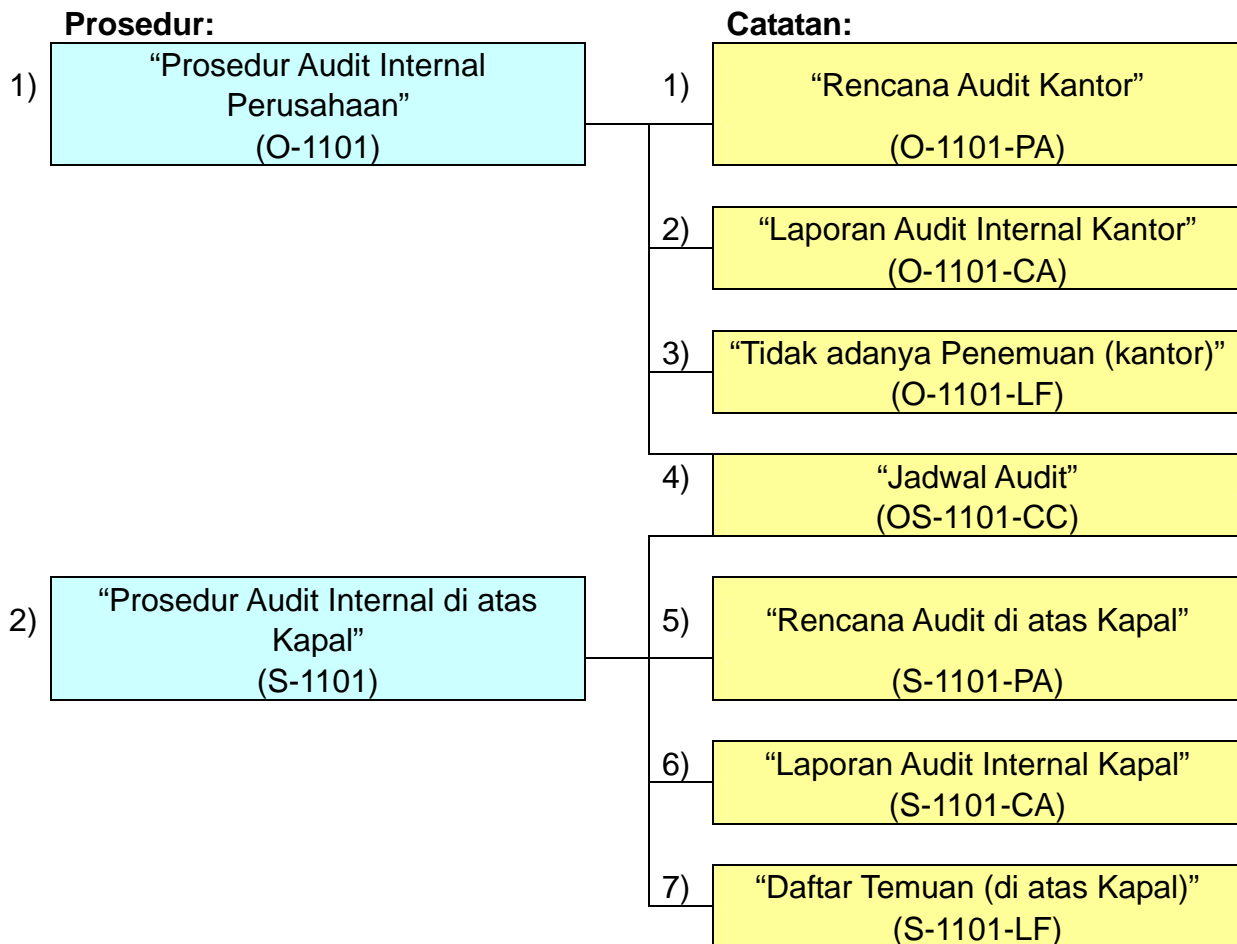 Prosedur:
1)
“Prosedur Audit Internal
Perusahaan”
(O-1101)
2)
“Prosedur Audit Internal di atas
Kapal”
(S-1101)
Catatan:
1)
“Rencana Audit Kantor”
(O-1101-PA)
2)
“Laporan Audit Internal Kantor”
(O-1101-CA)
3)
“Tidak adanya Penemuan (kantor)”
(O-1101-LF)
4)
“Jadwal Audit”
(OS-1101-CC)
5)
“Rencana Audit di atas Kapal”
(S-1101-PA)
6)
“Laporan Audit Internal Kapal”
(S-1101-CA)
7)
“Daftar Temuan (di atas Kapal)”
(S-1101-LF)